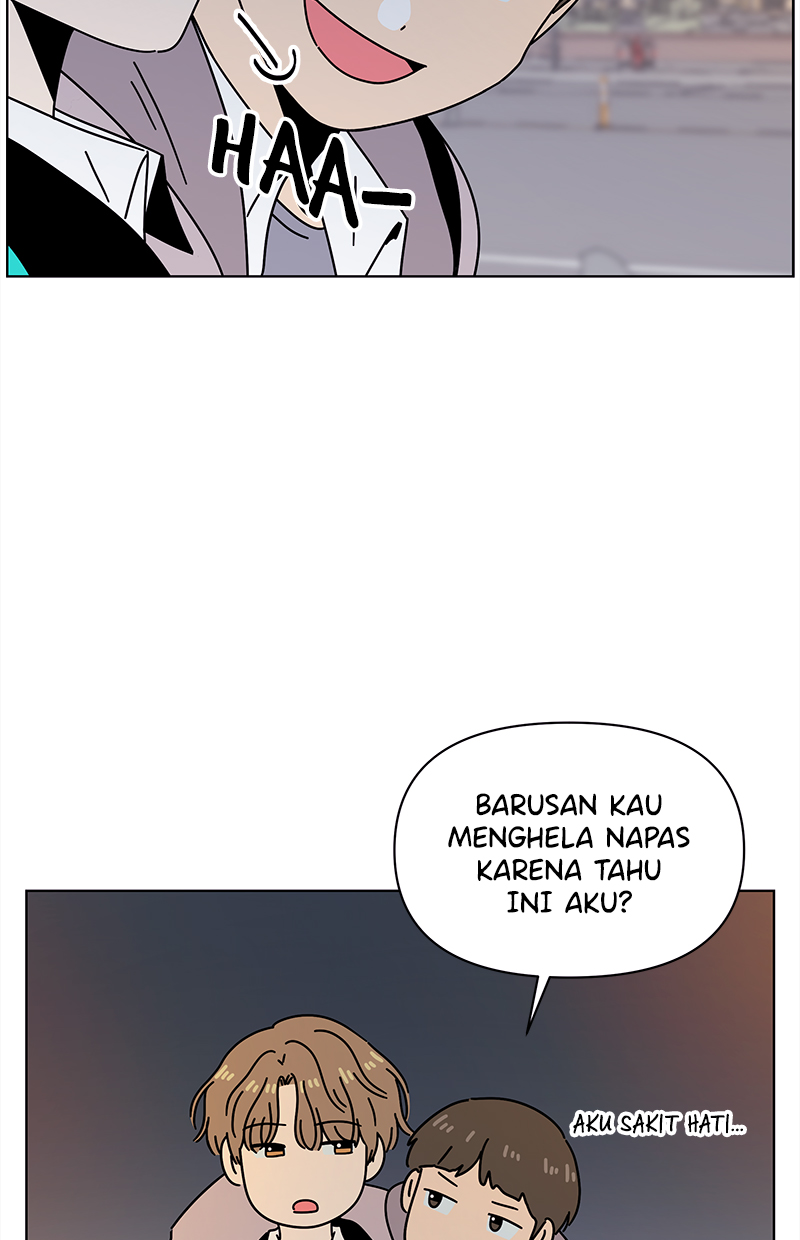 HAA-
BARUSAN KAU
MENGHELA NAPAS
KARENA TAHU
INI AKU?
AKU SAKIT HATI...